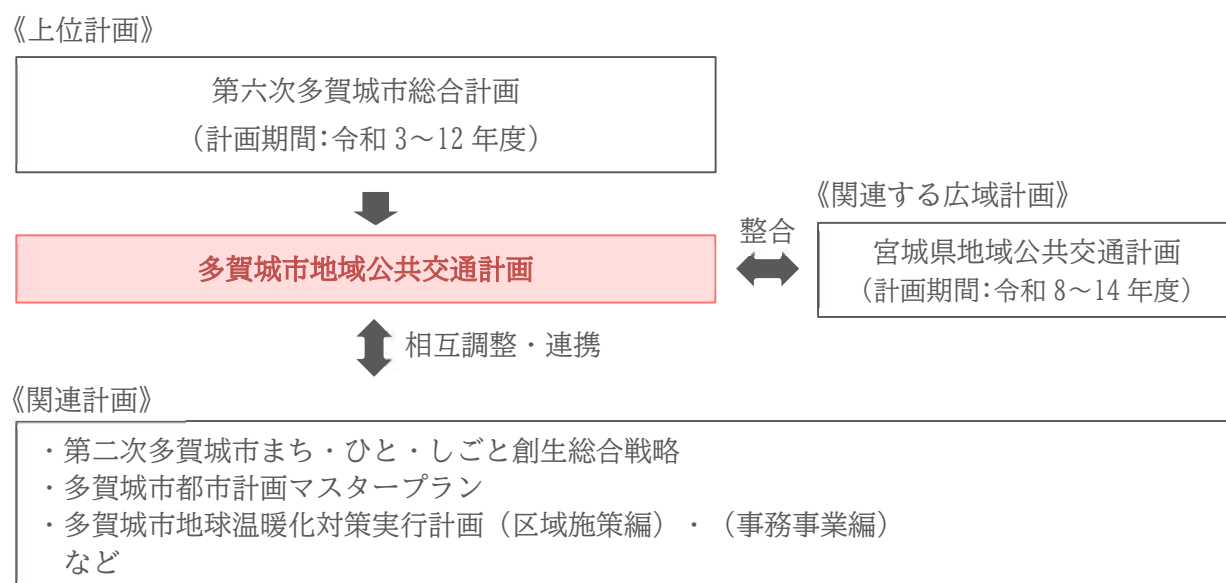 《上位計画》
第六次多賀城市総合計画
（計画期間：令和 3～12 年度）
多賀城市地域公共交通計画
整合
《関連する広域計画》
宮城県地域公共交通計画
（計画期間：令和 8～14 年度）
相互調整・連携
《関連計画》
・第二次多賀城市まち・ひと・しごと創生総合戦略
・多賀城市都市計画マスタープラン
・多賀城市地球温暖化対策実行計画（区域施策編）・（事務事業編）
など